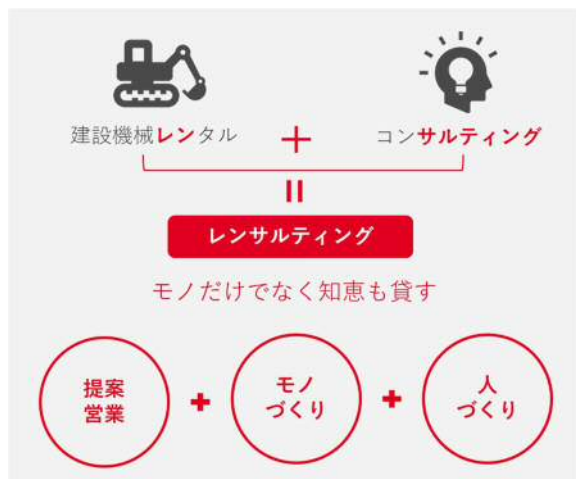 建設機械レンタル + コンサルティング
=
レンサルティング
モノだけでなく知恵も貸す
提案
営業
+
モノ
づくり
+
人
づくり